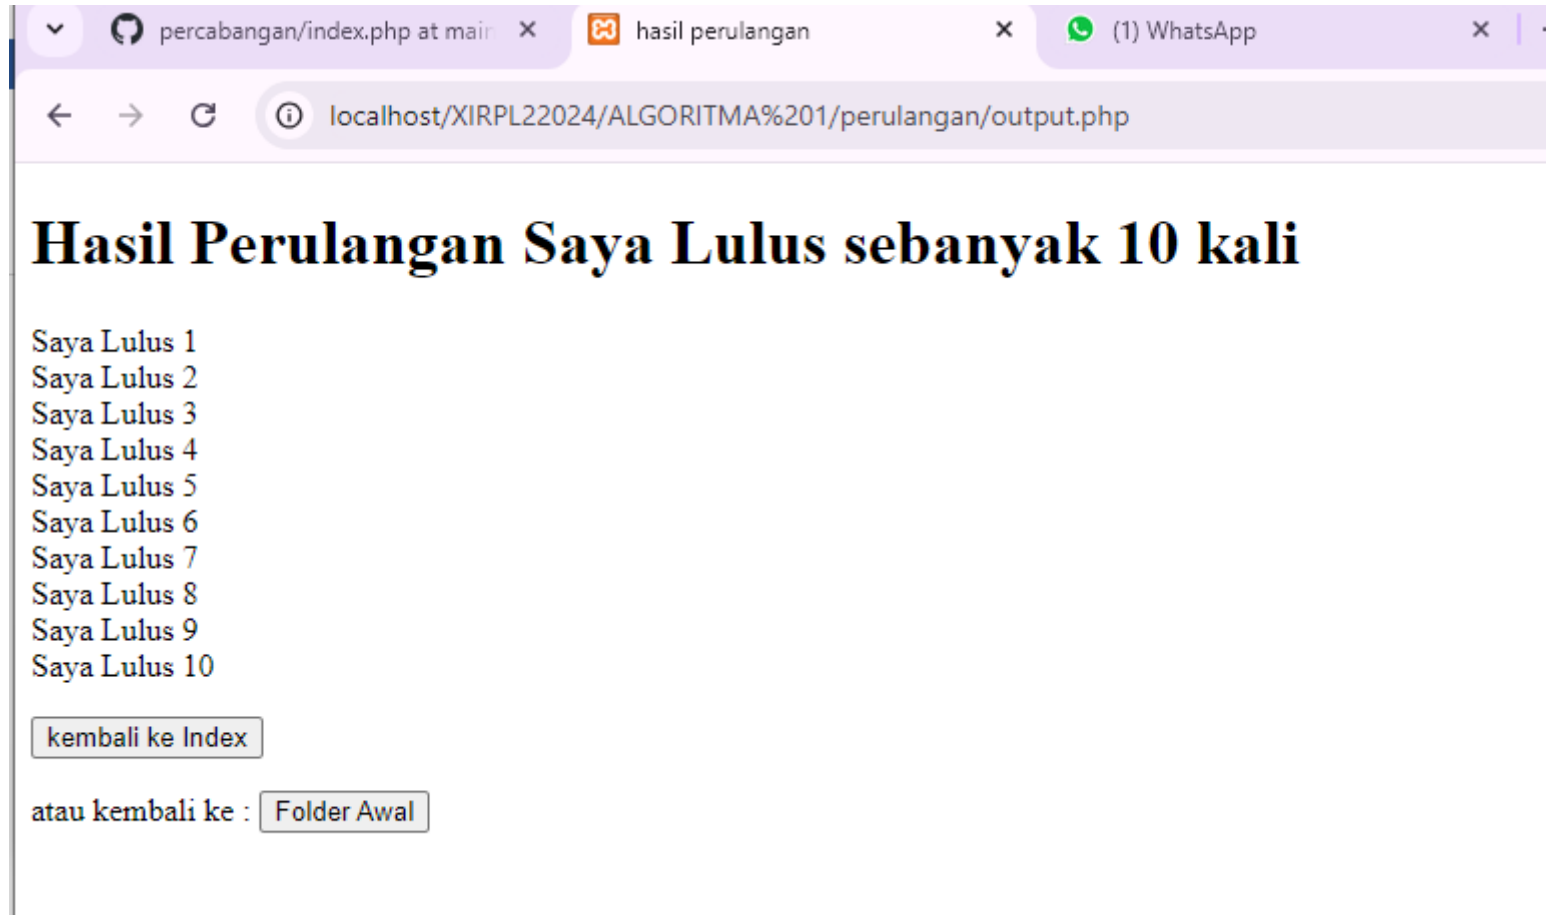 percabangan/index.php at main
hasil perulangan
(1) WhatsApp
localhost/XIRPL22024/ALGORITMA%201/perulangan/output.php
Hasil Perulangan Saya Lulus sebanyak 10 kali
Saya Lulus 1
Saya Lulus 2
Saya Lulus 3
Saya Lulus 4
Saya Lulus 5
Saya Lulus 6
Saya Lulus 7
Saya Lulus 8
Saya Lulus 9
Saya Lulus 10
kembali ke Index
atau kembali ke : Folder Awal